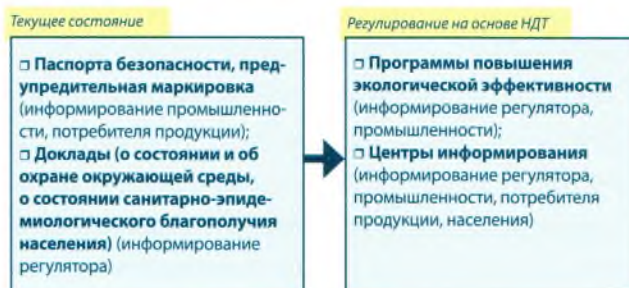 Текущее состояние
❒ Паспорта безопасности, пред-
упредительная маркировка
(информирование промышленно-
сти, потребителя продукции);
❒ Доклады (о состоянии и об
охране окружающей среды,
о состоянии санитарно-эпиде-
миологического благополучия
населения) (информирование
регулятора)
Регулирование на основе НДТ
❒ Программы повышения
экологической эффективности
(информирование регулятора,
промышленности);
❒ Центры информирования
(информирование регулятора,
промышленности, потребителя
продукции, населения)